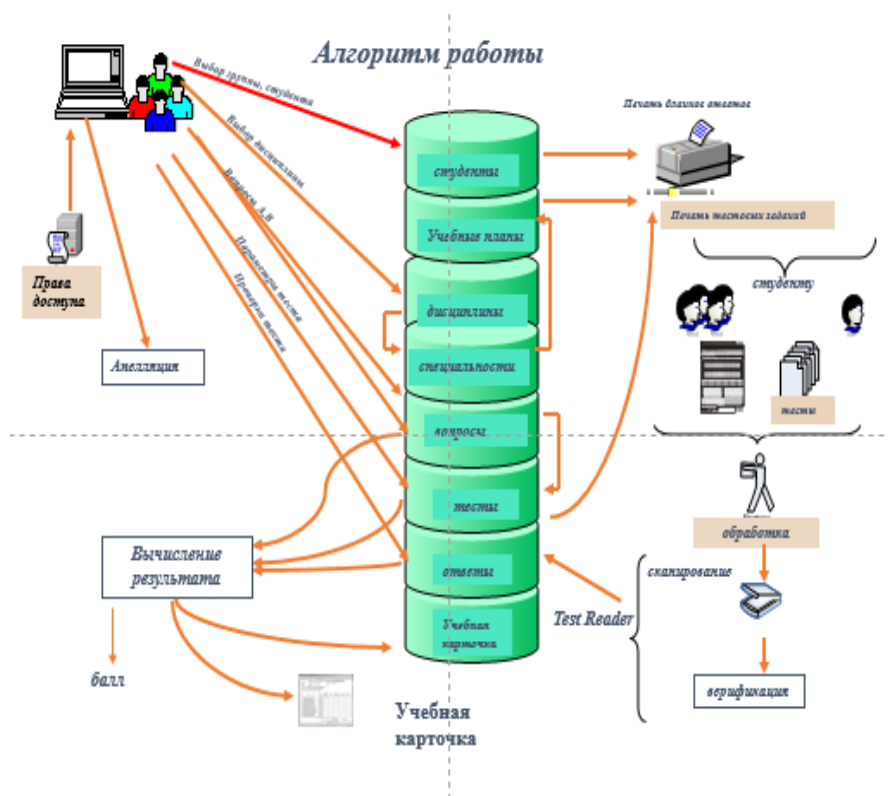 Алгоритм работы
Выбор группы, студента
Выбор дисциплины
Вопросы А,В
Параметры теста
Проверка теста
Печать бланков ответов
студенты
Учебные планы
Печать тестовых заданий
студенту
Права
доступа
дисциплины
Апелляция
специальности
тесты
вопросы
тесты
обработка
Вычисление
результата
ответы
сканирование
Test Reader
Учебная
карточка
балл
верификация
Учебная
карточка